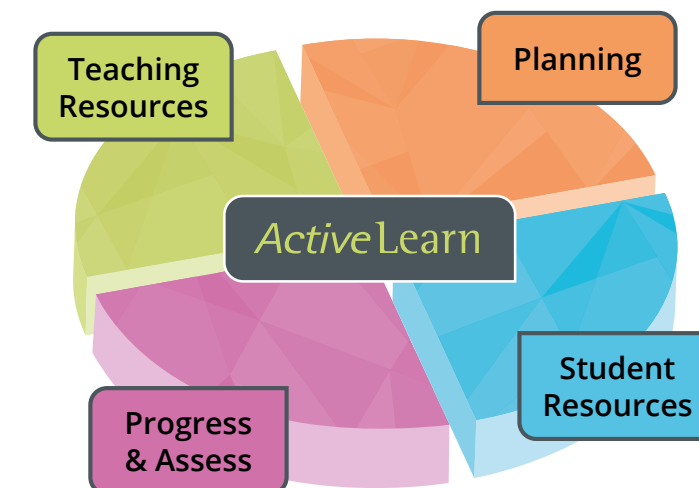 Teaching
Resources
Planning
ActiveLearn
Student
Resources
Progress
& Assess